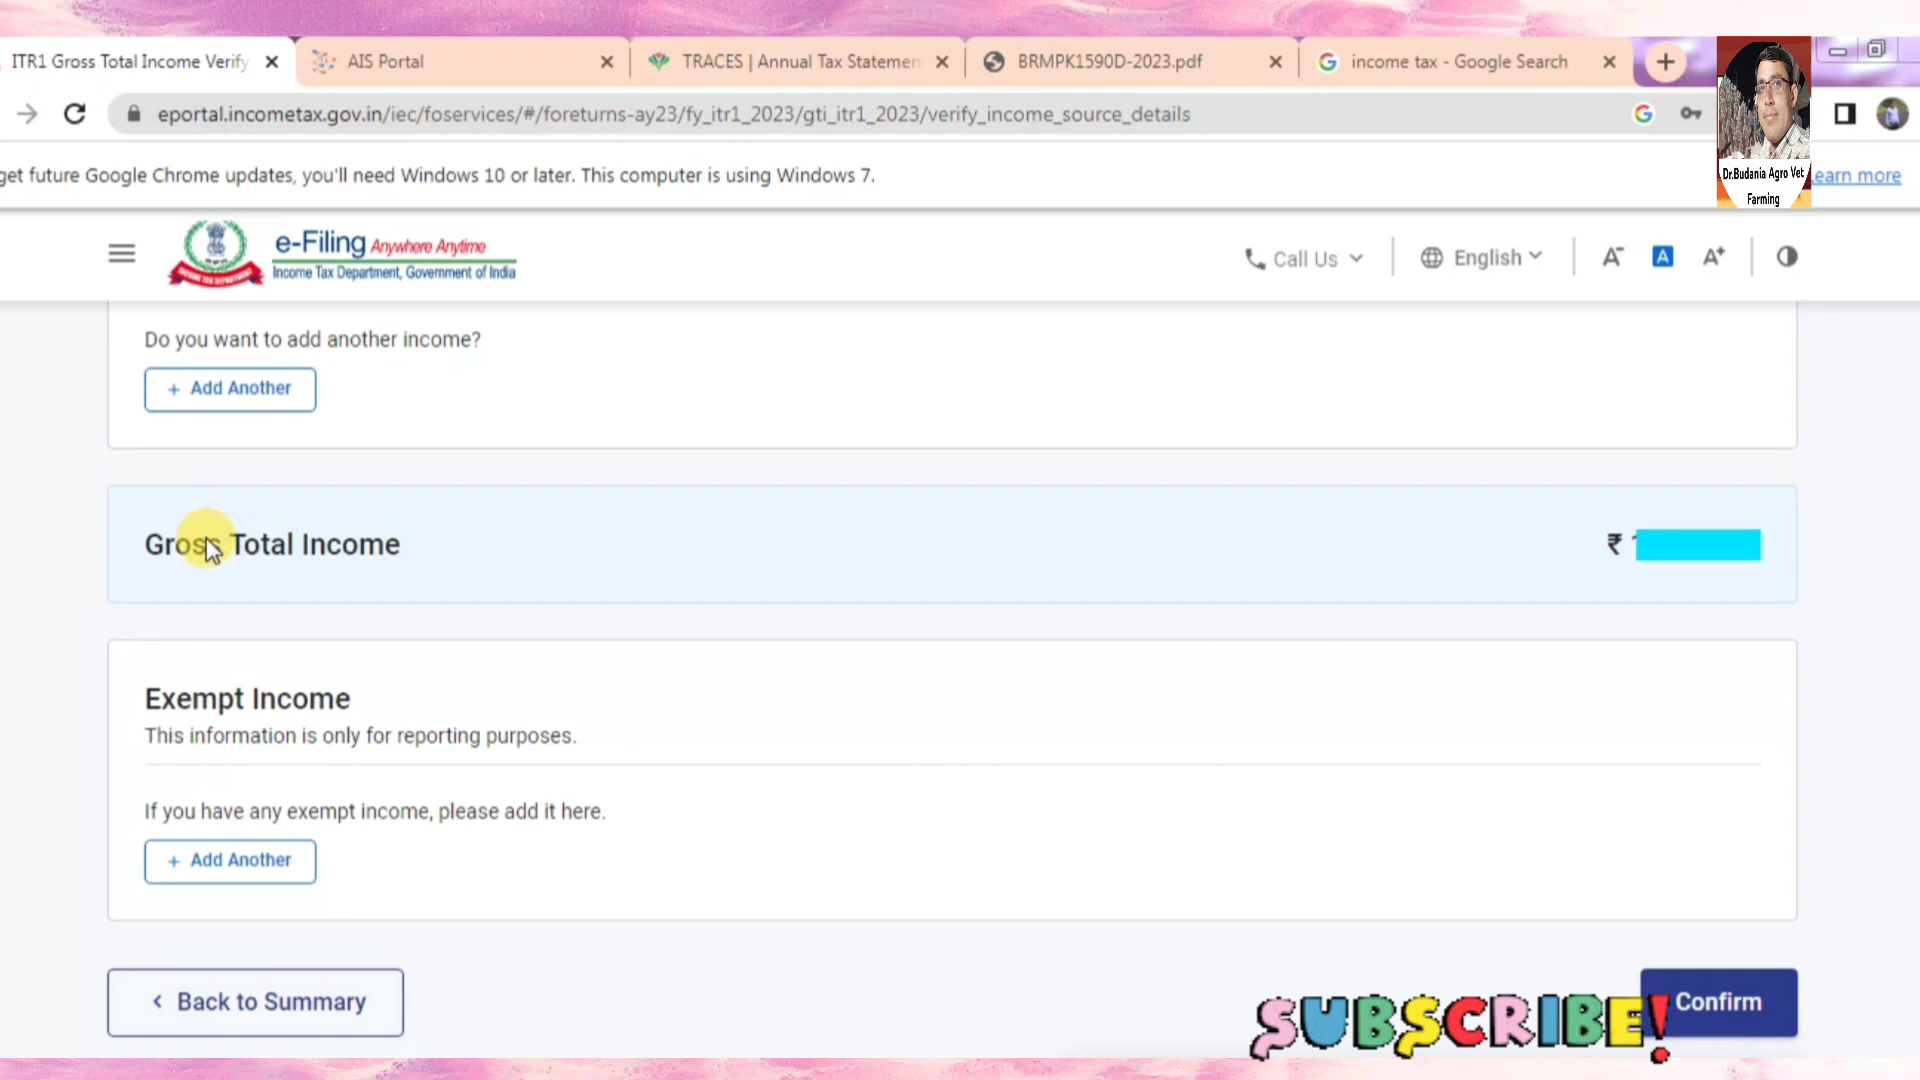 ITR1 Gross Total Income Verify
AIS Portal
TRACES | Annual Tax Statemen
BRMPK1590D-2023.pdf
income tax - Google Search
eportal.incometax.gov.in/iec/foservices/#/foreturns-ay23/fy_itr1_2023/gti_itr1_2023/verify_income_source_details
get future Google Chrome updates, you'll need Windows 10 or later. This computer is using Windows 7.
earn more
Dr.Budania Agro Vet
Farming
e-Filing Anywhere Anytime
Income Tax Department, Government of India
Call Us
English
A-
A
A+
Do you want to add another income?
+ Add Another
Gross Total Income
₹
Exempt Income
This information is only for reporting purposes.
If you have any exempt income, please add it here.
+ Add Another
< Back to Summary
SUBSCRIBE!
Confirm